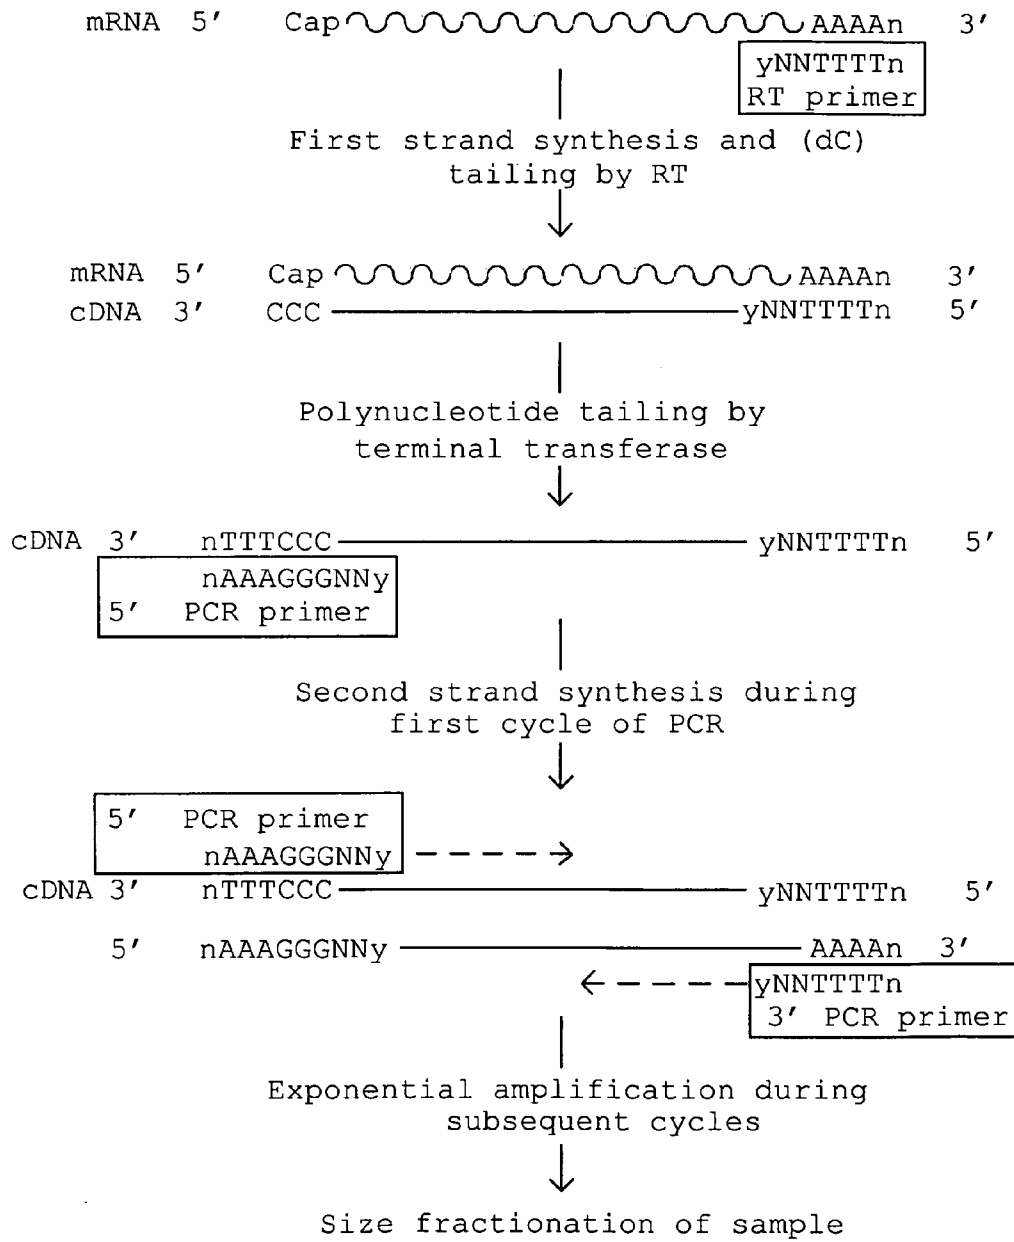 mRNA 5' Cap AAAAn 3'
yNNTTTTn
RT primer
First strand synthesis and (dC)
tailing by RT
mRNA 5' Cap AAAAn 3'
cDNA 3' CCC yNNTTTTn 5'
Polynucleotide tailing by
terminal transferase
cDNA 3' nTTTCCC yNNTTTTn 5'
nAAAGGGNNy
5' PCR primer
Second strand synthesis during
first cycle of PCR
5' PCR primer
nAAAGGGNNy
cDNA 3' nTTTCCC yNNTTTTn 5'
5' nAAAGGGNNy AAAAn 3'
yNNTTTTn
3' PCR primer
Exponential amplification during
subsequent cycles
Size fractionation of sample